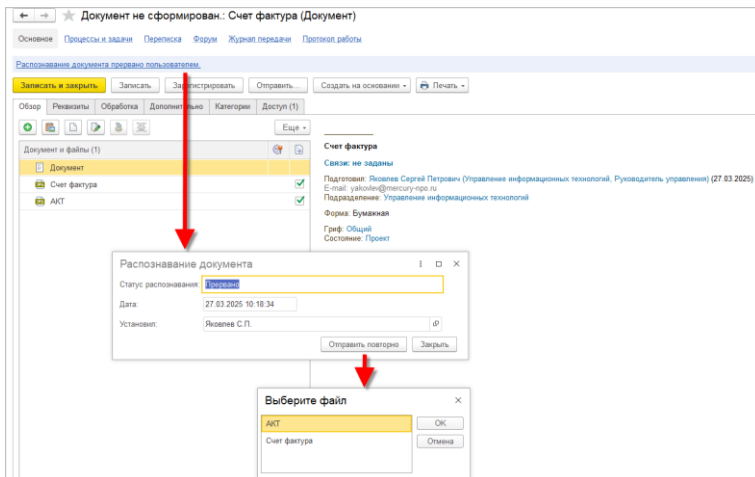 Документ не сформирован.: Счет фактура (Документ)
Основное Процессы и задачи Переписка Форум Журнал передачи Протокол работы
Распознавание документа прервано пользователем.
Записать и закрыть Записать Зарегистрировать Отправить... Создать на основании Печать
Обзор Реквизиты Обработка Дополнительно Категории Доступ (1)
Еще
Документ и файлы (1)
Документ
Счет фактура
АКТ
Счет фактура
Связи: не заданы
Подготовил: Яковлев Сергей Петрович (Управление информационных технологий, Руководитель управления) (27.03.2025)
E-mail: yakovlev@mercury-npo.ru
Подразделение: Управление информационных технологий
Форма: Бумажная
Гриф: Общий
Состояние: Проект
Распознавание документа
Статус распознавания: Прервано
Дата: 27.03.2025 10:18:34
Установил: Яковлев С.П.
Отправить повторно Закрыть
Выберите файл
АКТ
OK
Счет фактура
Отмена